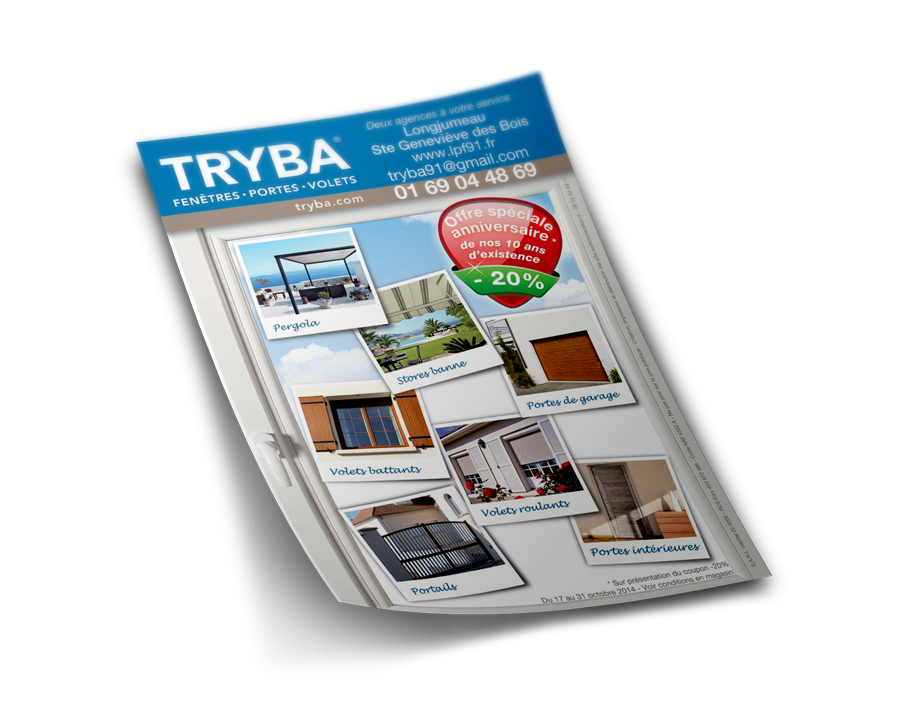 TRYBA®
FENÊTRES • PORTES • VOLETS
tryba.com
Deux agences à votre service
Longjumeau
Ste Geneviève des Bois
www.lpf91.fr
tryba91@gmail.com
01 69 04 48 69
Offre spéciale
anniversaire *
de nos 10 ans
d'existence
- 20%
Pergola
Stores banne
Portes de garage
Volets battants
Volets roulants
Portes intérieures
Portails
* Sur présentation du coupon -20%
Du 17 au 31 octobre 2014 - Voir conditions en magasin